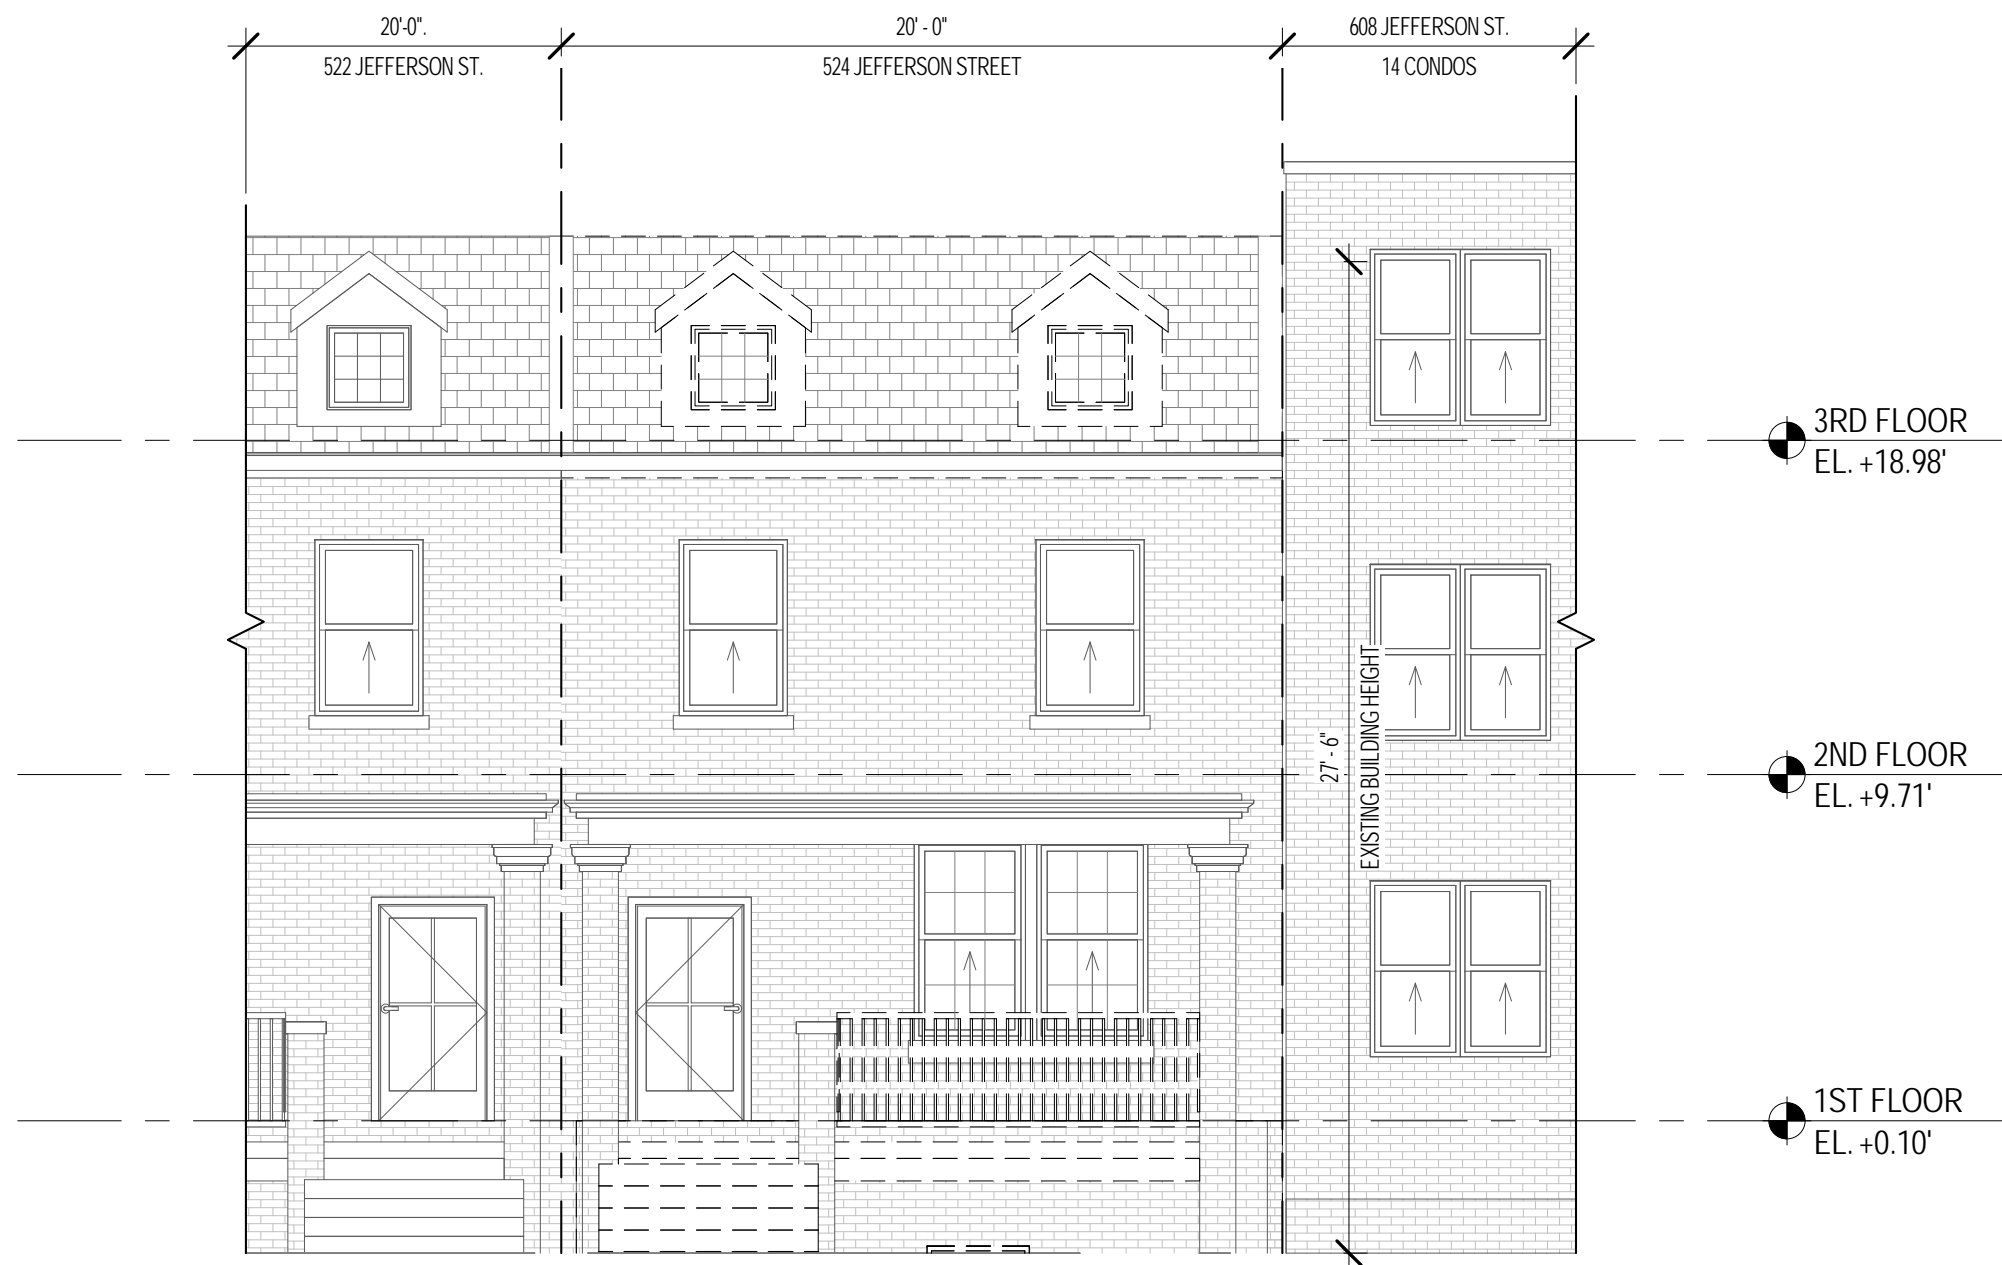 20'-0".
20' - 0"
608 JEFFERSON ST.
522 JEFFERSON ST.
524 JEFFERSON STREET
14 CONDOS
3RD FLOOR
EL. +18.98'
27' - 6"
EXISTING BUILDING HEIGHT
2ND FLOOR
EL. +9.71'
1ST FLOOR
EL. +0.10'